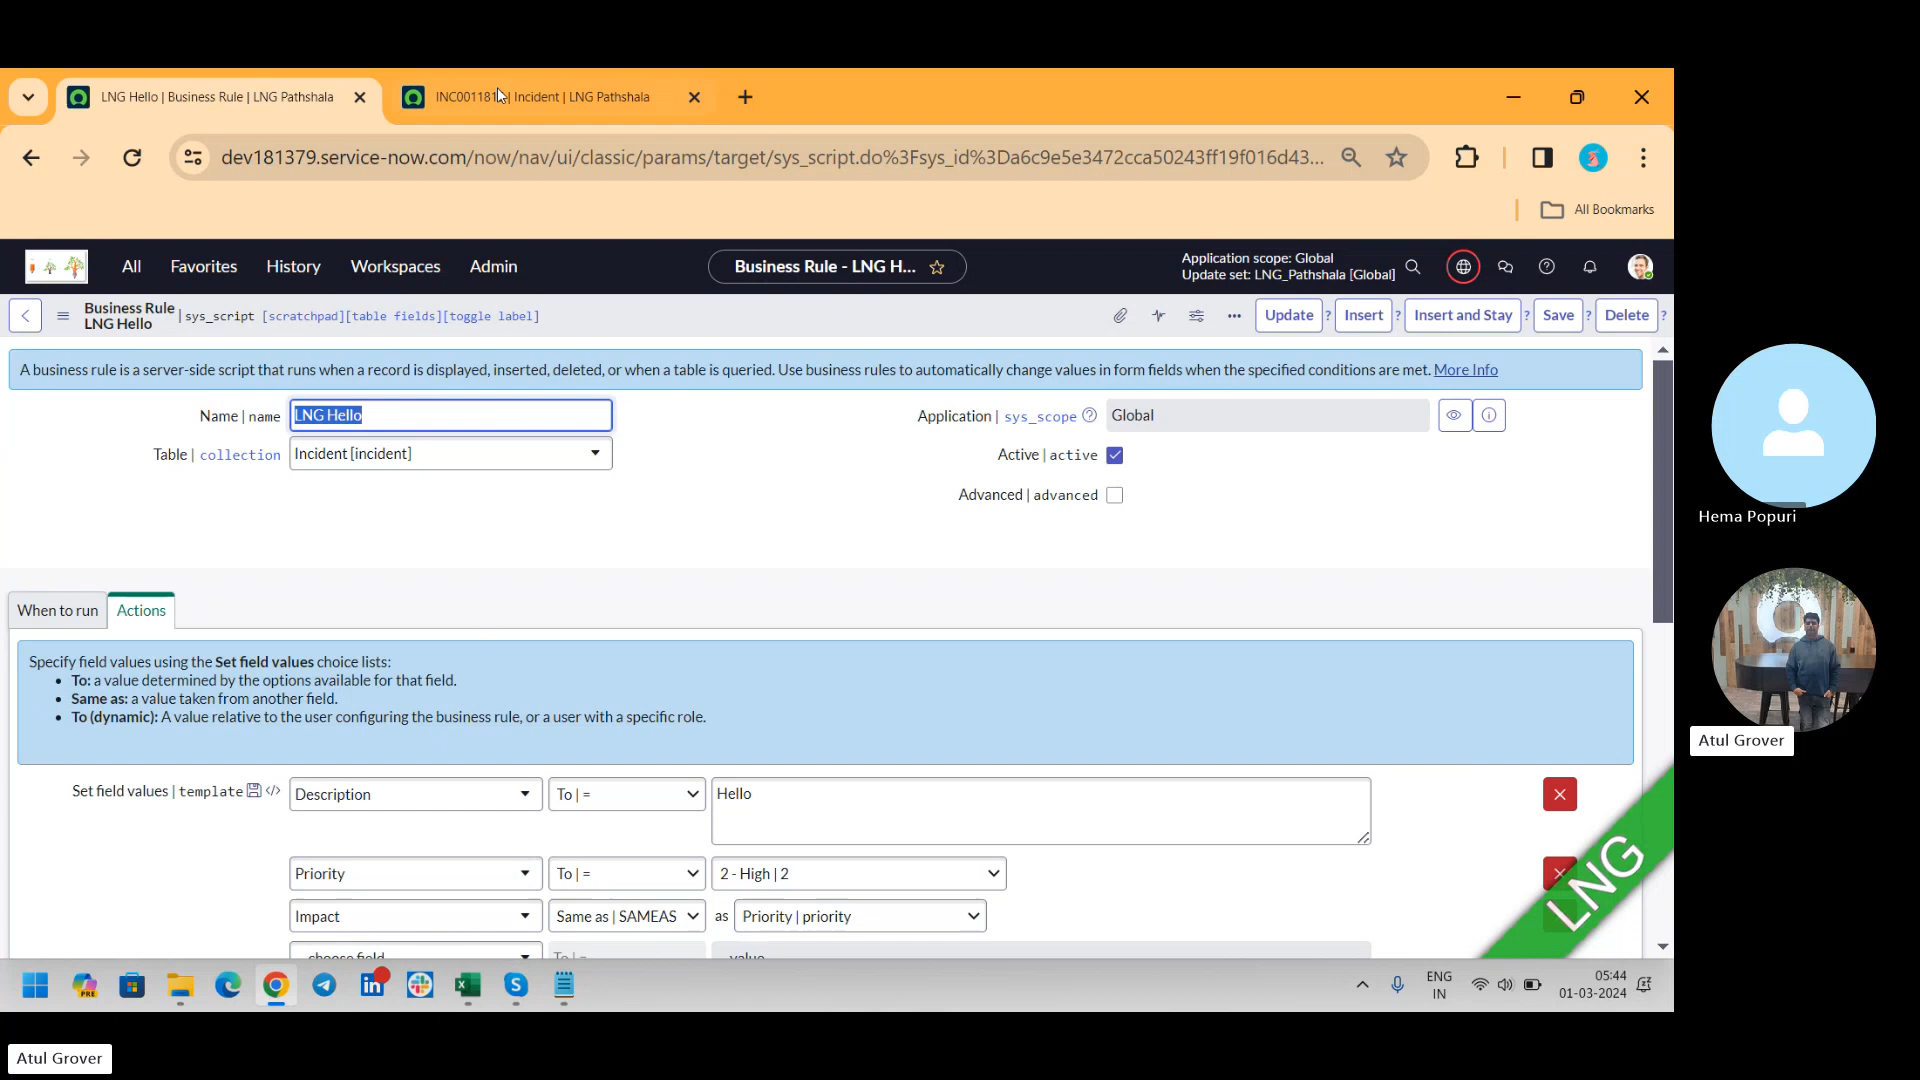 LNG Hello | Business Rule | LNG Pathshala
INC001181 | Incident | LNG Pathshala
dev181379.service-now.com/now/nav/ui/classic/params/target/sys_script.do%3Fsys_id%3Da6c9e5e3472cca50243ff19f016d43...
All Bookmarks
All Favorites History Workspaces Admin
Business Rule - LNG H...
Application scope: Global
Update set: LNG_Pathshala [Global]
Business Rule
LNG Hello
|sys_script [scratchpad][table fields][toggle label]
Update ? Insert ? Insert and Stay ? Save ? Delete ?
A business rule is a server-side script that runs when a record is displayed, inserted, deleted, or when a table is queried. Use business rules to automatically change values in form fields when the specified conditions are met. More Info
Name | name LNG Hello
Application | sys_scope Global
Table | collection Incident [incident]
Active | active
Advanced | advanced
When to run Actions
Specify field values using the Set field values choice lists:
• To: a value determined by the options available for that field.
• Same as: a value taken from another field.
• To (dynamic): A value relative to the user configuring the business rule, or a user with a specific role.
Set field values | template </> Description To | = Hello
Priority To | = 2 - High | 2
Impact Same as | SAMEAS as Priority | priority
LNG
PRE
ENG
IN
05:44
01-03-2024
Hema Popuri
Atul Grover
Atul Grover